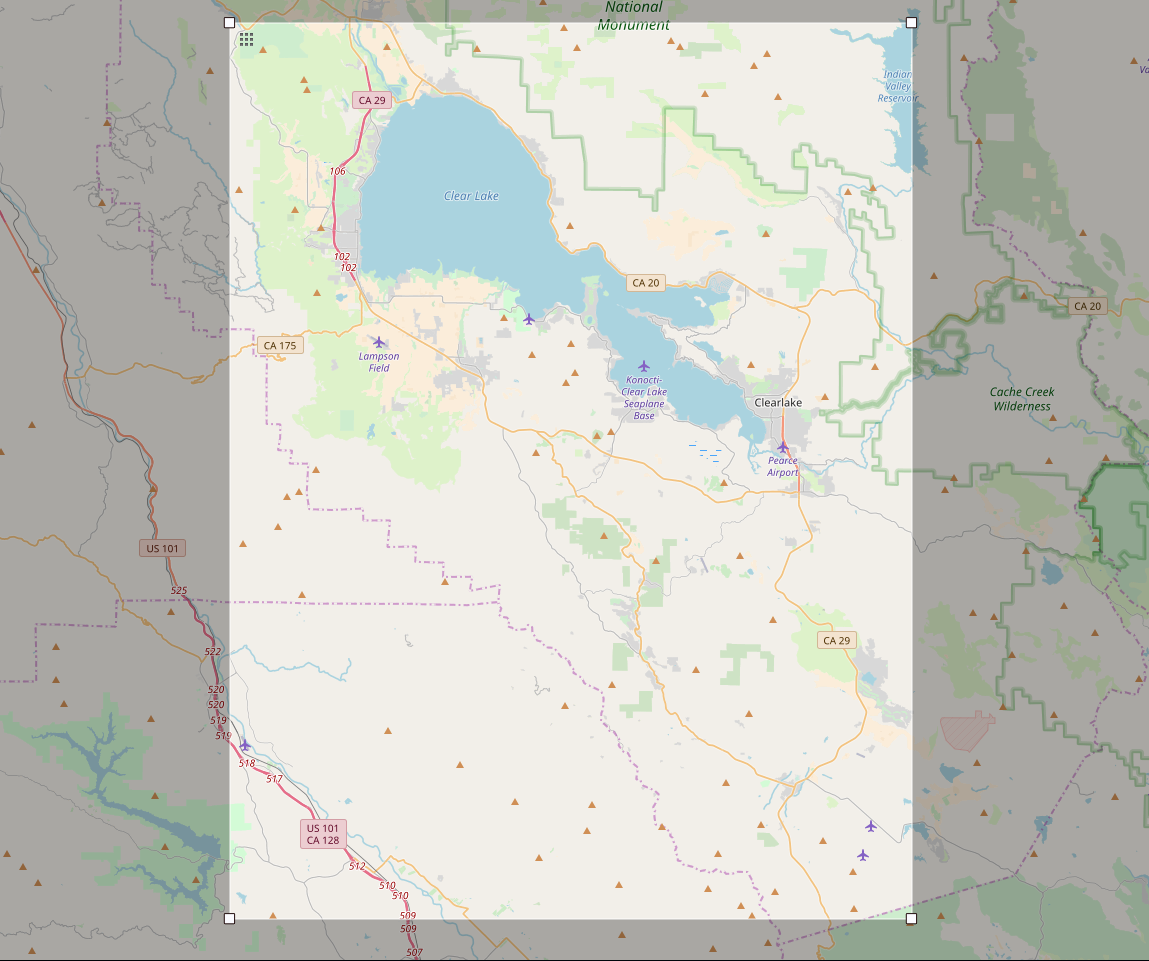 National
Monument
Indian
Valley
Reservoir
CA 29
106
Clear Lake
102
102
CA 20
CA 20
CA 175
Lampson
Field
Konocti-
Clear Lake
Seaplane
Base
Clearlake
Cache Creek
Wilderness
Pearce
Airport
US 101
525
522
CA 29
520
520
519
519
518
517
US 101
CA 128
512
510
510
509
509
507